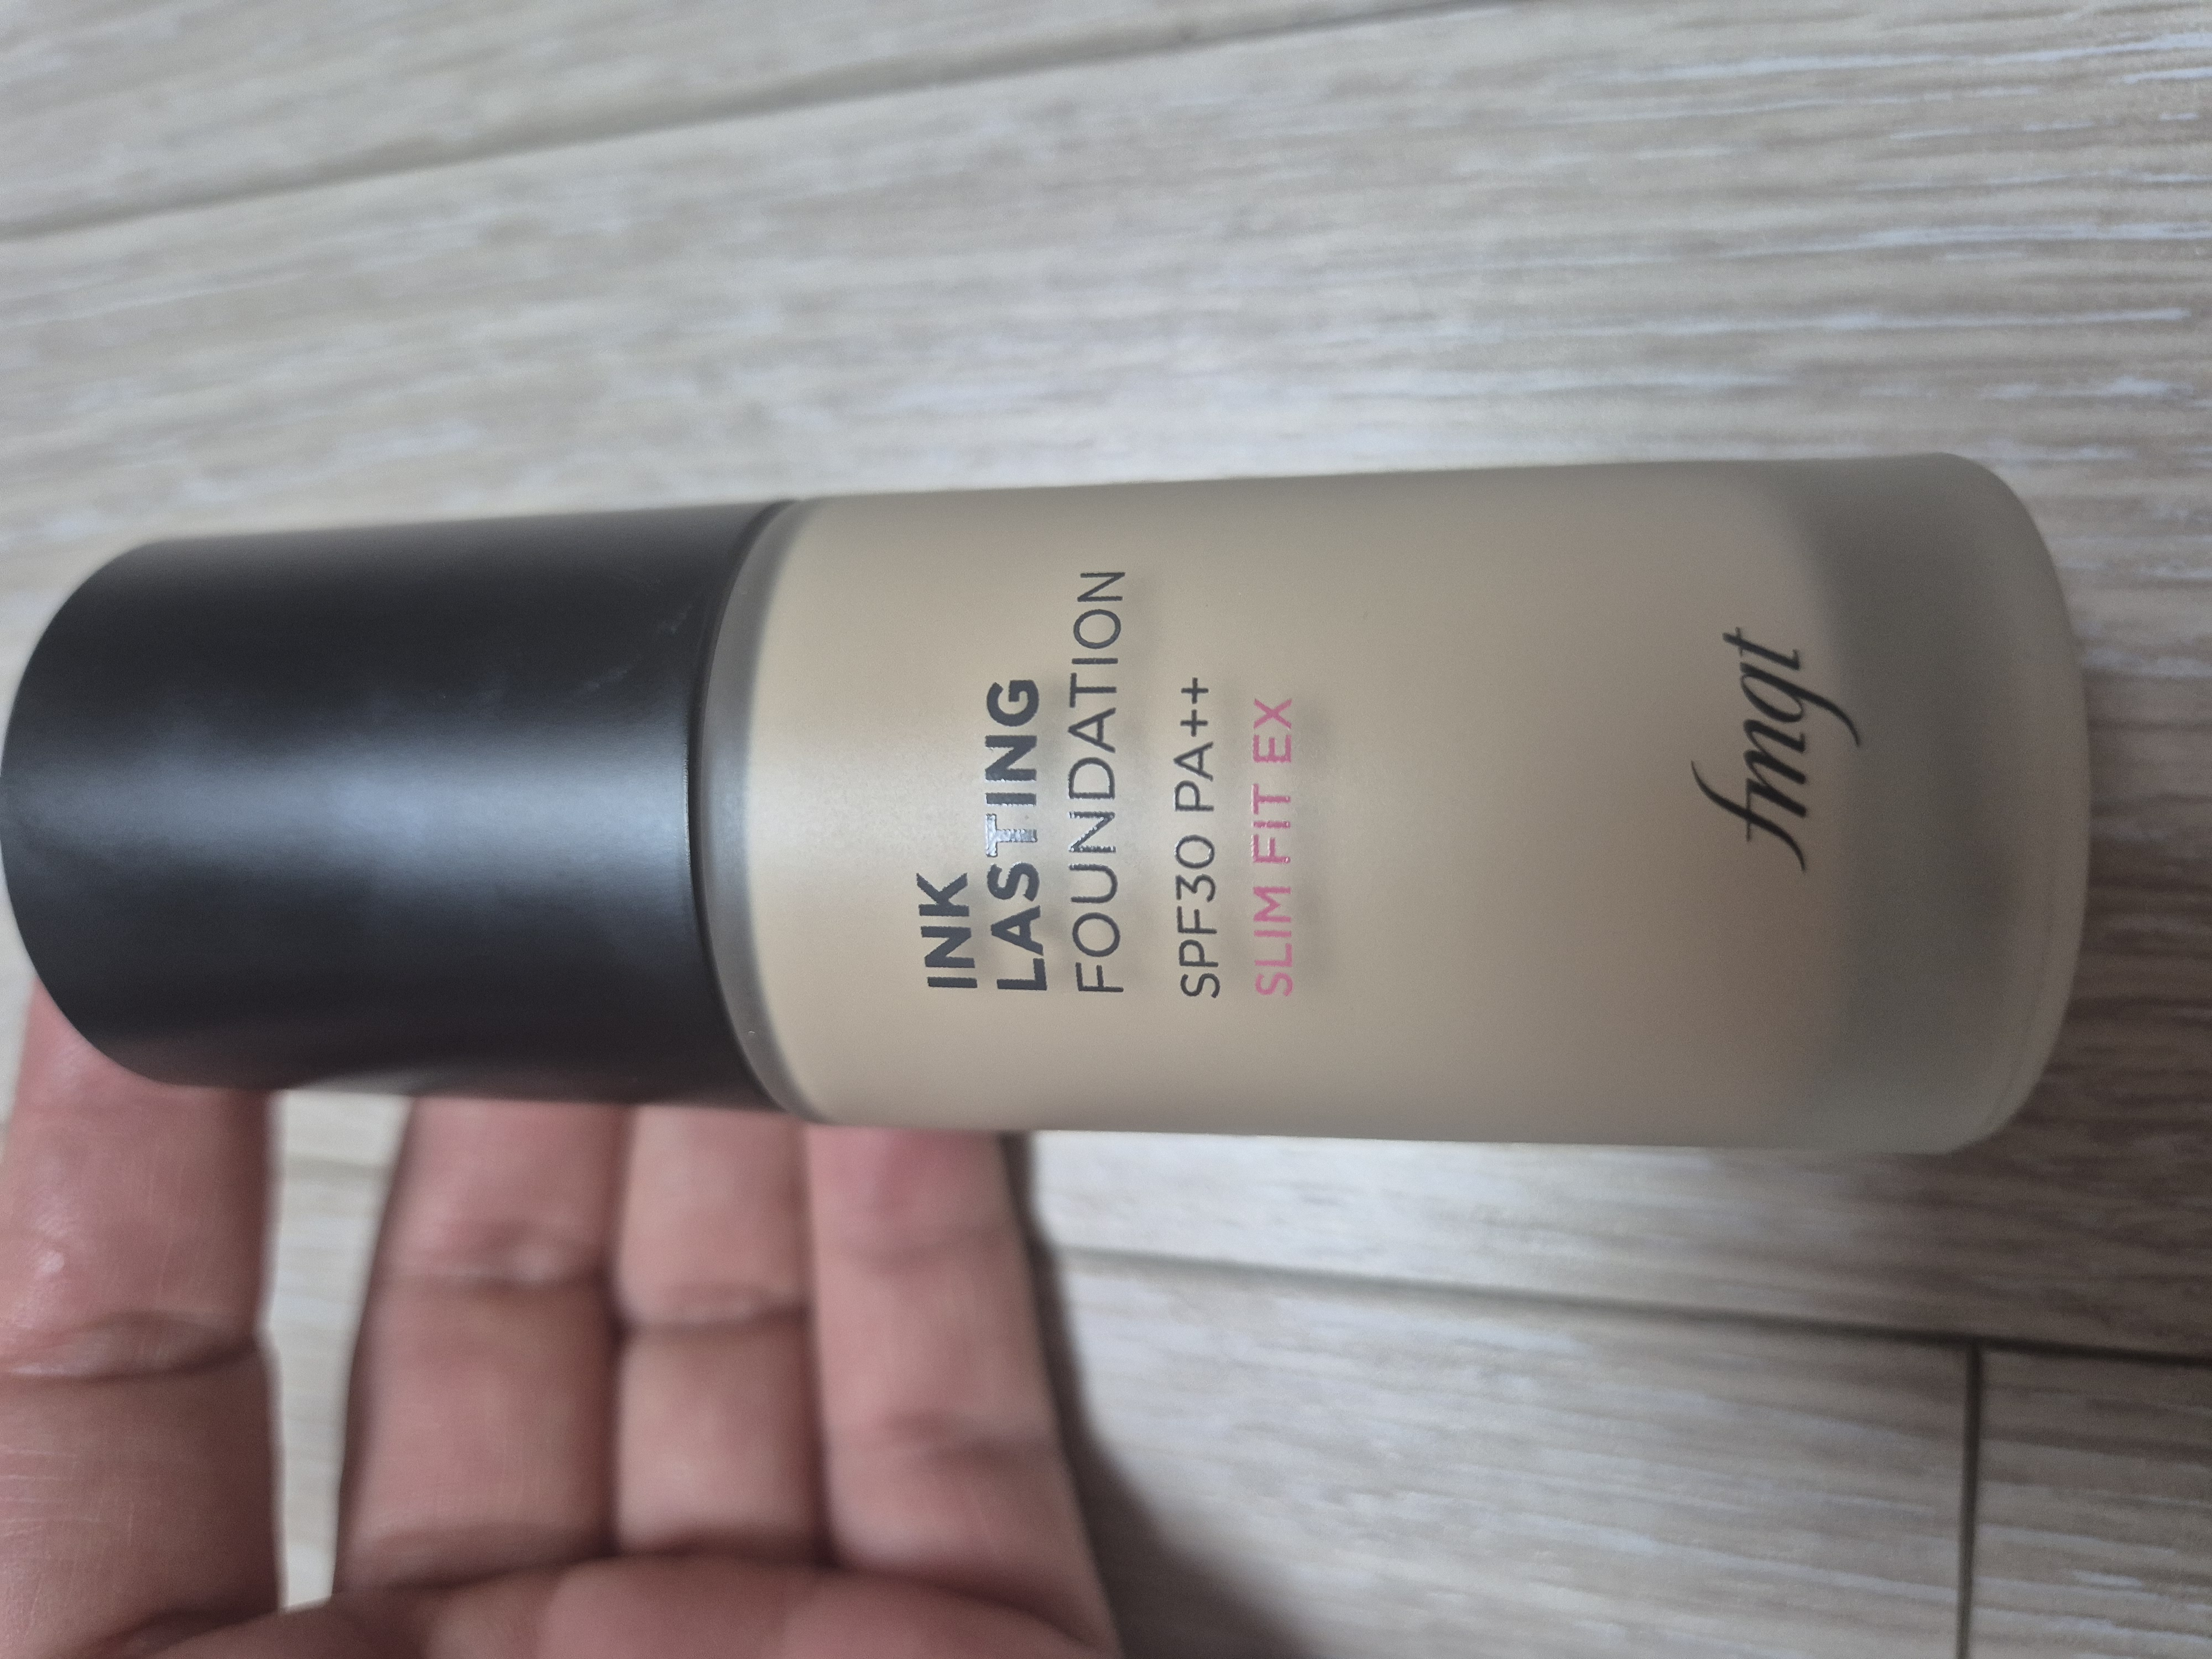 INK
LASTING
FOUNDATION
SPF30 PA++
SLIM FIT EX
fmgt